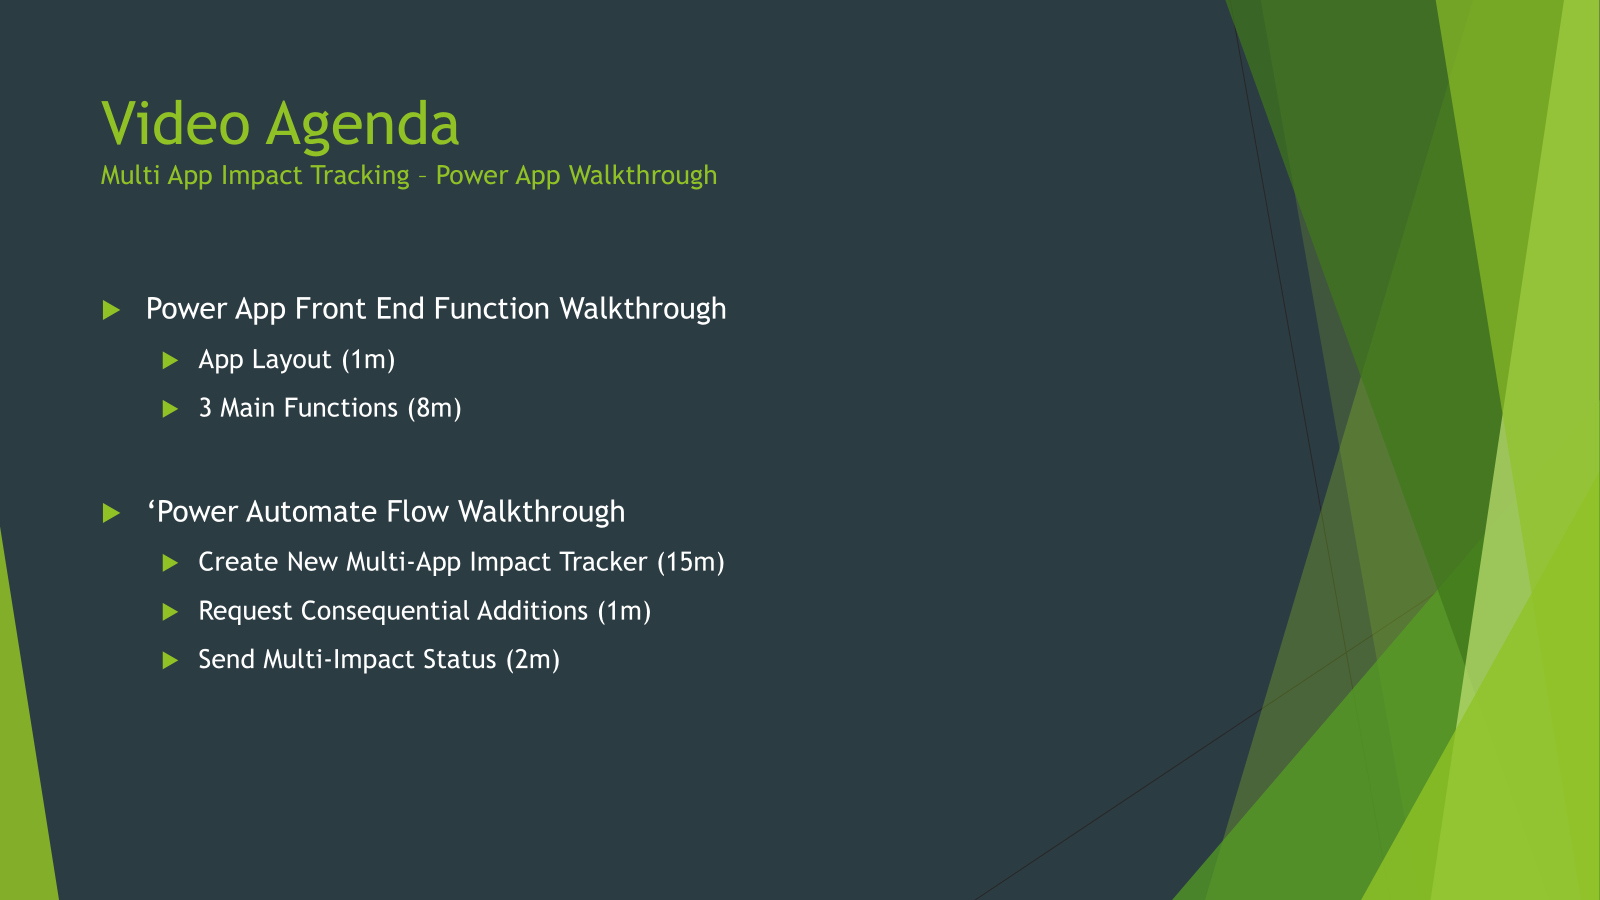 Video Agenda
Multi App Impact Tracking – Power App Walkthrough
Power App Front End Function Walkthrough
App Layout (1m)
3 Main Functions (8m)
‘Power Automate Flow Walkthrough
Create New Multi-App Impact Tracker (15m)
Request Consequential Additions (1m)
Send Multi-Impact Status (2m)